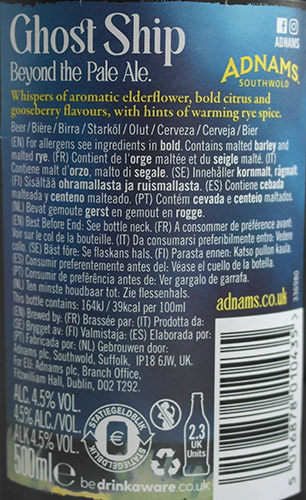 Ghost Ship
Beyond the Pale Ale.
ADNAMS
ADNAMS
SOUTHWOLD
Whispers of aromatic elderflower, bold citrus and
gooseberry flavours, with hints of warming rye spice.
Beer / Bière / Birra / Starköl / Olut / Cerveza / Cerveja / Bier
(EN) For allergens see ingredients in bold. Contains malted barley and
malted rye. (FR) Contient de l'orge maltée et du seigle malté. (IT)
Contiene malt d'orzo, malto di segale. (SE) Innehåller kornmalt, rågmalt.
(FI) Sisältää ohramallasta ja ruismallasta. (ES) Contiene cebada
malteada y centeno malteado. (PT) Contém cevada e centeio maltados.
(NL) Bevat gemoute gerst en gemout en rogge.
(EN) Best Before End: See bottle neck. (FR) A consommer de préférence avant:
Voir sur le col de la bouteille. (IT) Da consumarsi preferibilmente entro: Vedere
collo. (SE) Bäst före: Se flaskans hals. (FI) Parasta ennen: Katso pullon kaula.
(ES) Consumir preferentemente antes del: Véase el cuello de la botella.
(PT) Consumir de preferência antes de: Ver gargalo de garrafa.
(NL) Ten minste houdbaar tot: Zie flessenhals.
This bottle contains: 164kJ / 39kcal per 100ml
(EN) Brewed by: (FR) Brassée par: (IT) Prodotta da:
(SE) Brygget av: (FI) Valmistaja: (ES) Elaborada por:
(PT) Fabricada por: (NL) Gebrouwen door:
Adnams plc, Southwold, Suffolk. IP18 6JW, UK.
Adnams plc, Branch Office,
Fitzwilliam Hall, Dublin, D02 T292.
adnams.co.uk
ALC. 4.5% VOL.
4.5% ALC./VOL.
ALK 4.5% VOL.
500ml e
STATIEGELDBLIK
STATIEGELDBLIK
2.3
UK
Units
bedrinkaware.co.uk